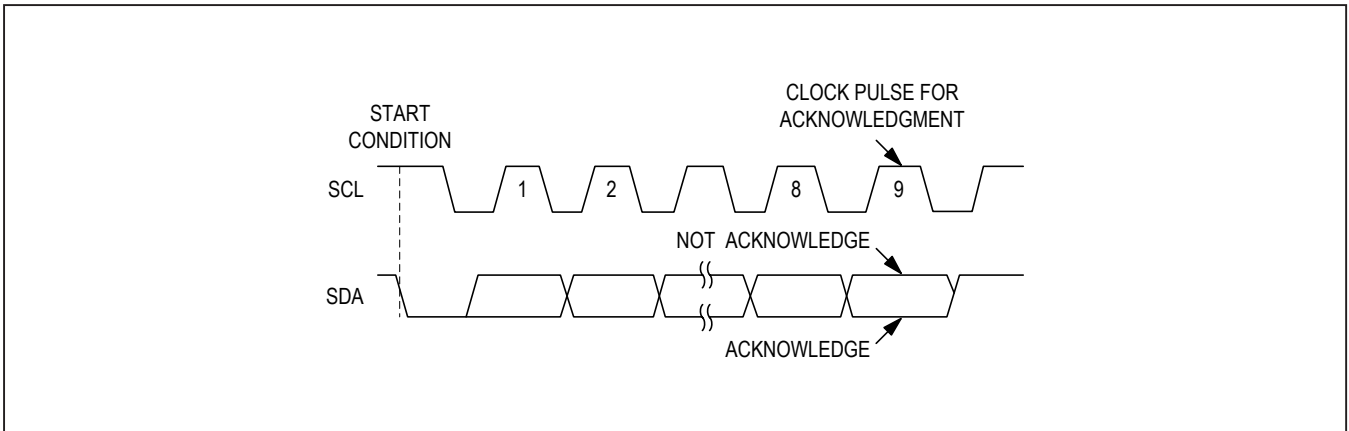 START
CONDITION
CLOCK PULSE FOR
ACKNOWLEDGMENT
SCL
1
2
8
9
NOT ACKNOWLEDGE
SDA
ACKNOWLEDGE